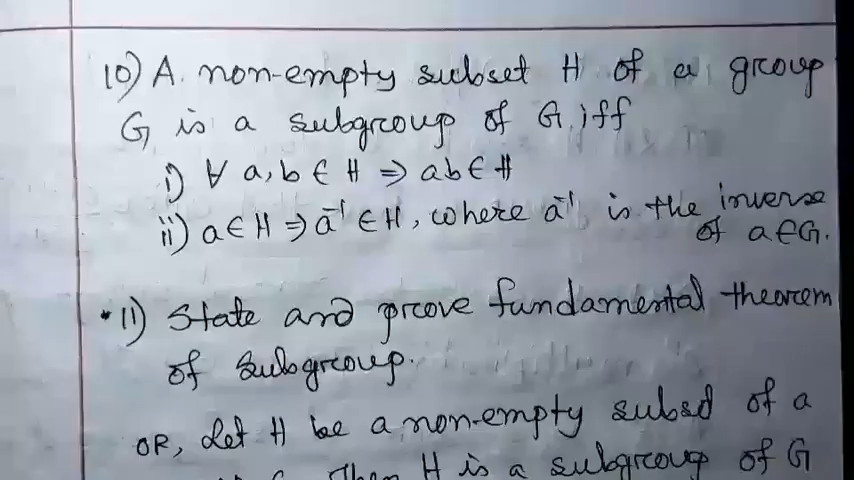 10) A non-empty subset H of a group
G is a subgroup of G iff
i) ∀ a, b ∈ H ⇒ ab ∈ H
ii) a ∈ H ⇒ a⁻¹ ∈ H, where a⁻¹ is the inverse
of a ∈ G.
11) State and prove fundamental theorem
of subgroup.
OR, Let H be a non-empty subset of a
Then H is a subgroup of G